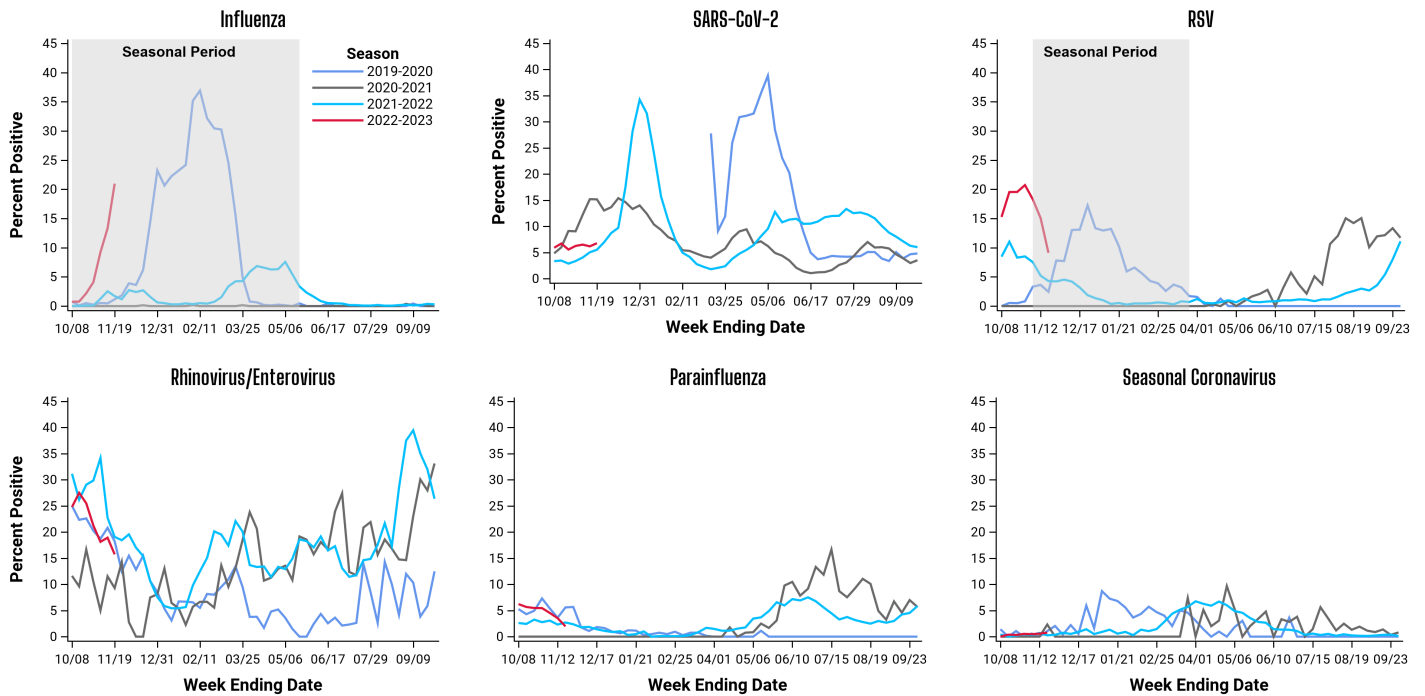 Influenza
SARS-CoV-2
RSV
Seasonal Period
Season
2019-2020
2020-2021
2021-2022
2022-2023
Seasonal Period
Percent Positive
45
40
35
30
25
20
15
10
5
0
10/08 11/19 12/31 02/11 03/25 05/06 06/17 07/29 09/09
Percent Positive
45
40
35
30
25
20
15
10
5
0
10/08 11/19 12/31 02/11 03/25 05/06 06/17 07/29 09/09
Week Ending Date
45
40
35
30
25
20
15
10
5
0
10/08 11/12 12/17 01/21 02/25 04/01 05/06 06/10 07/15 08/19 09/23
Rhinovirus/Enterovirus
Parainfluenza
Seasonal Coronavirus
Percent Positive
45
40
35
30
25
20
15
10
5
0
10/08 11/19 12/31 02/11 03/25 05/06 06/17 07/29 09/09
Week Ending Date
45
40
35
30
25
20
15
10
5
0
10/08 11/12 12/17 01/21 02/25 04/01 05/06 06/10 07/15 08/19 09/23
Week Ending Date
45
40
35
30
25
20
15
10
5
0
10/08 11/12 12/17 01/21 02/25 04/01 05/06 06/10 07/15 08/19 09/23
Week Ending Date